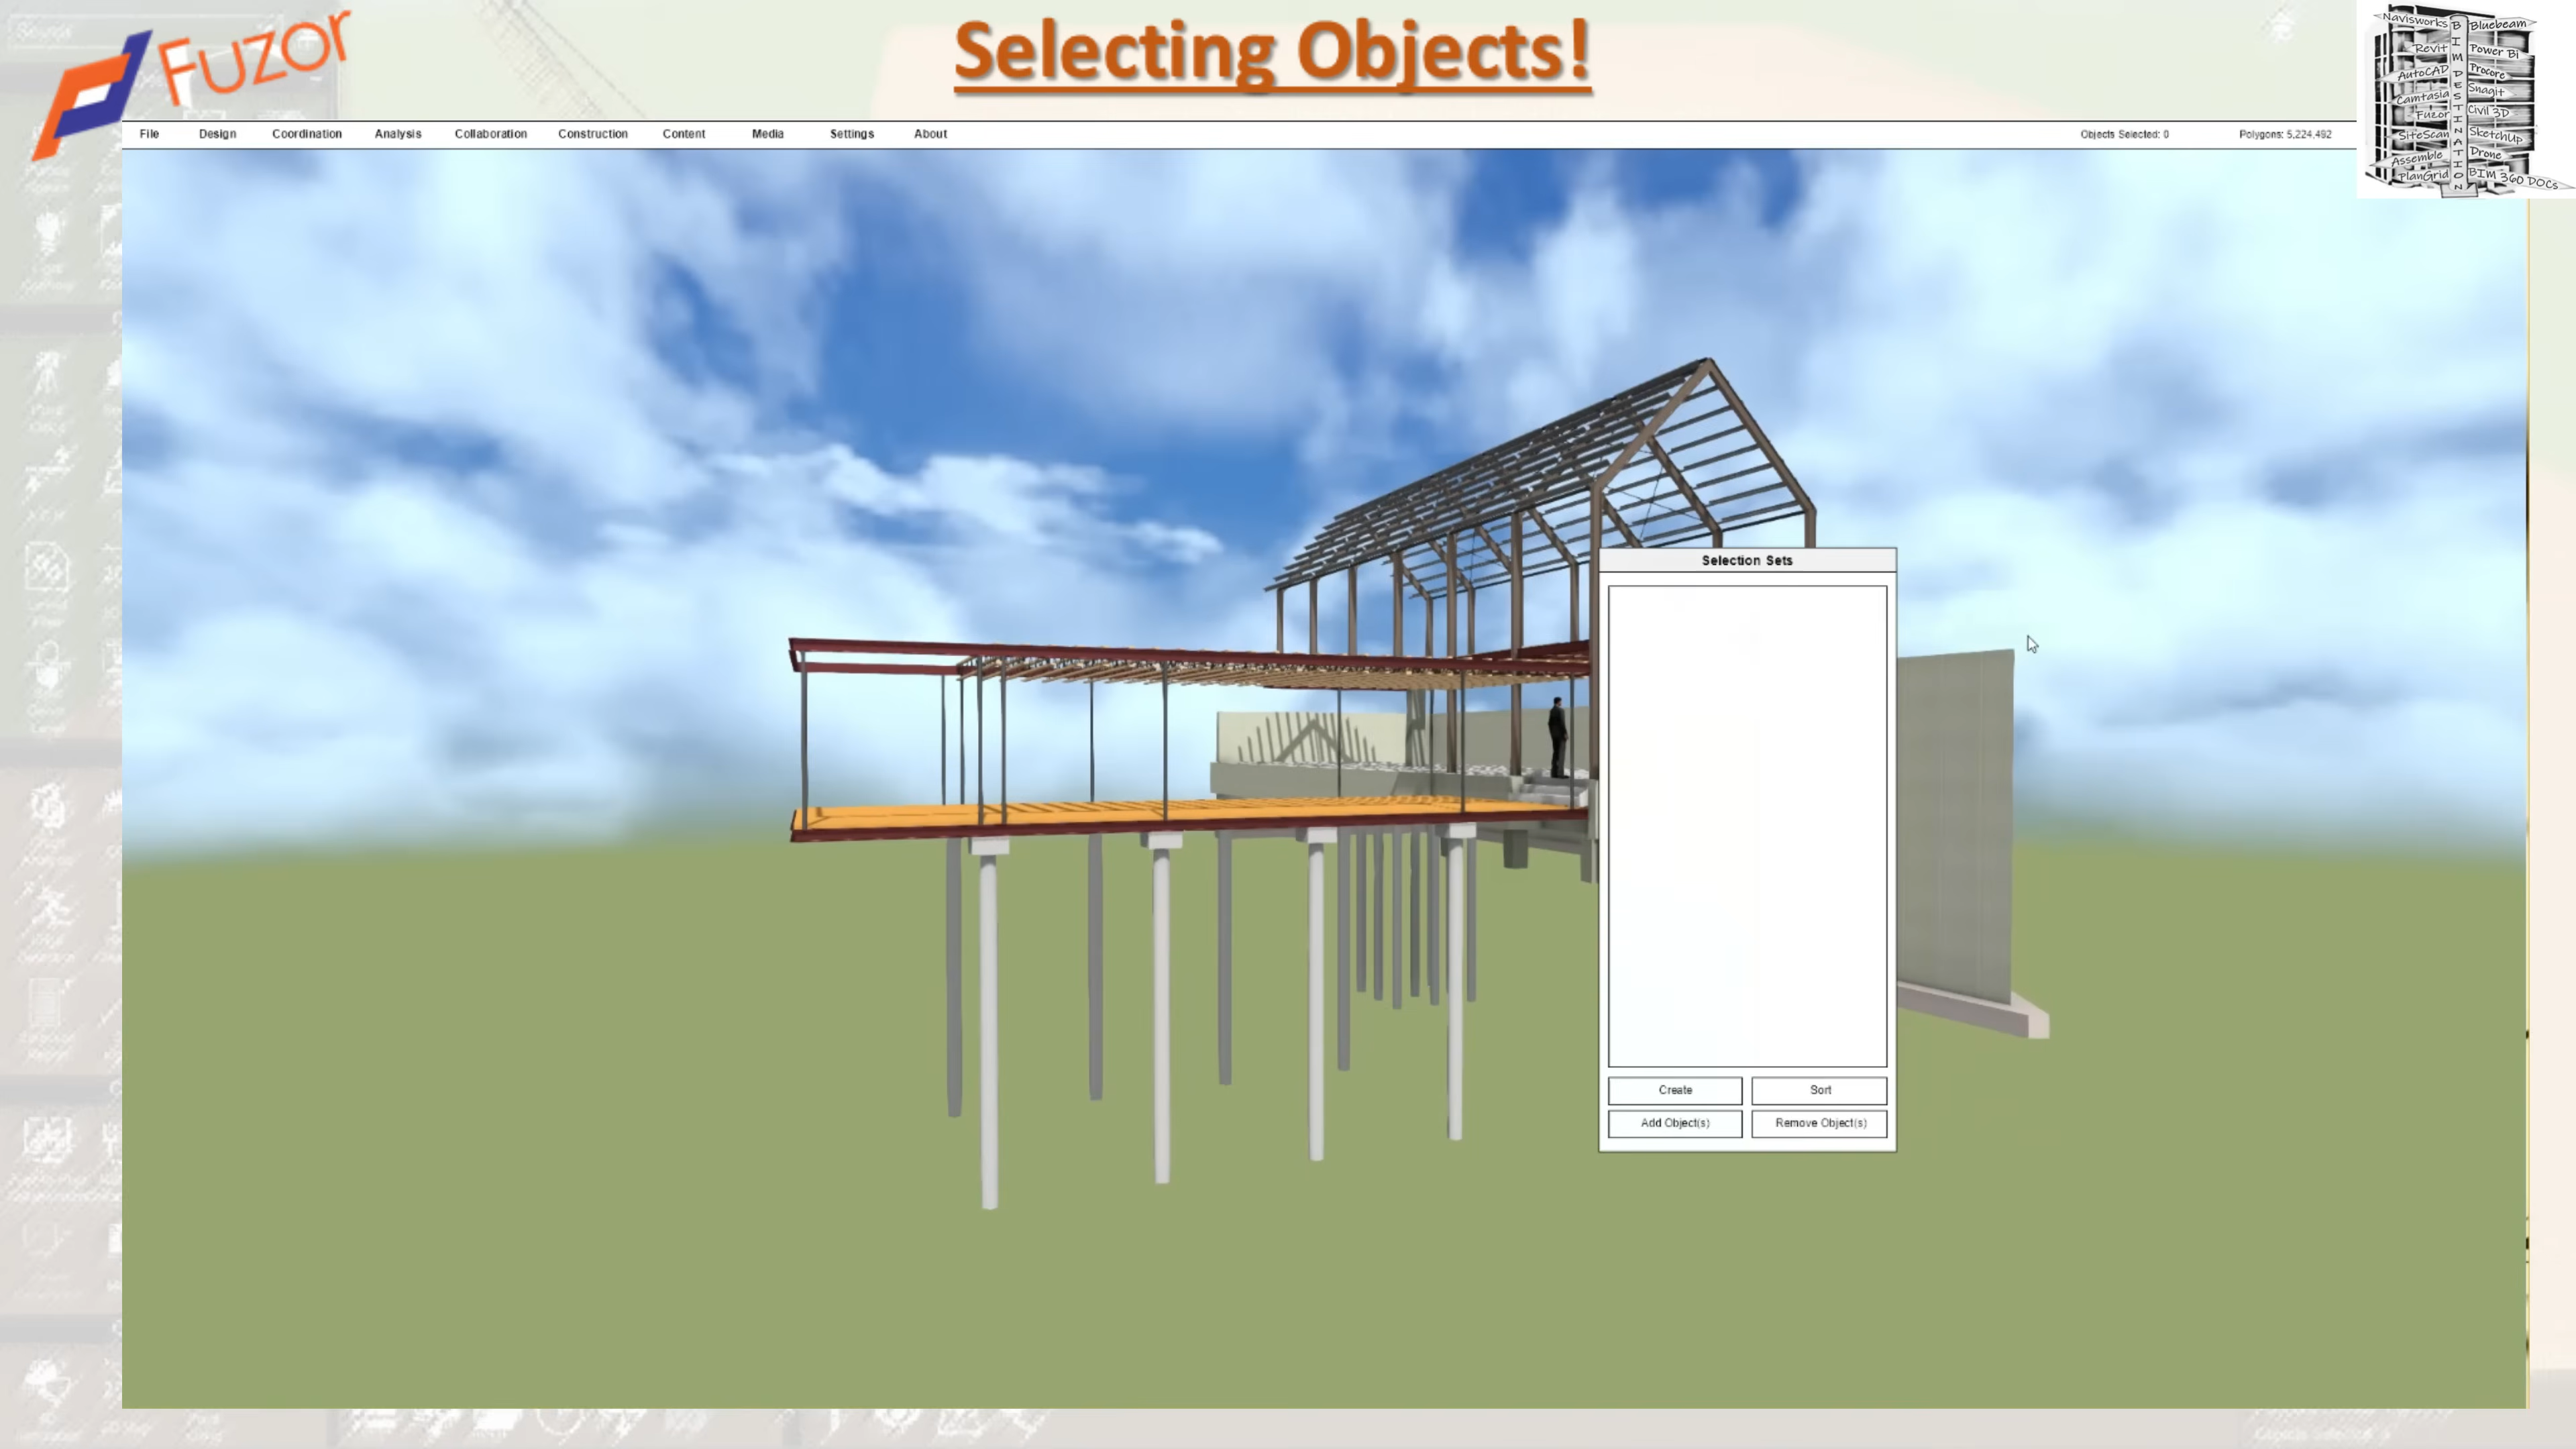 Fuzor
Selecting Objects!
Navisworks
Bluebeam
Revit
Power Bi
AutoCAD
Procore
Camtasia
Snagit
Fuzor
Civil 3D
SiteScan
SketchUp
Assemble
Drone
PlanGrid
BIM 360 DOCs
BIM DESTINATION
File Design Coordination Analysis Collaboration Construction Content Media Settings About Objects Selected: 0 Polygons: 5,224,492
Selection Sets
Create Sort
Add Object(s) Remove Object(s)